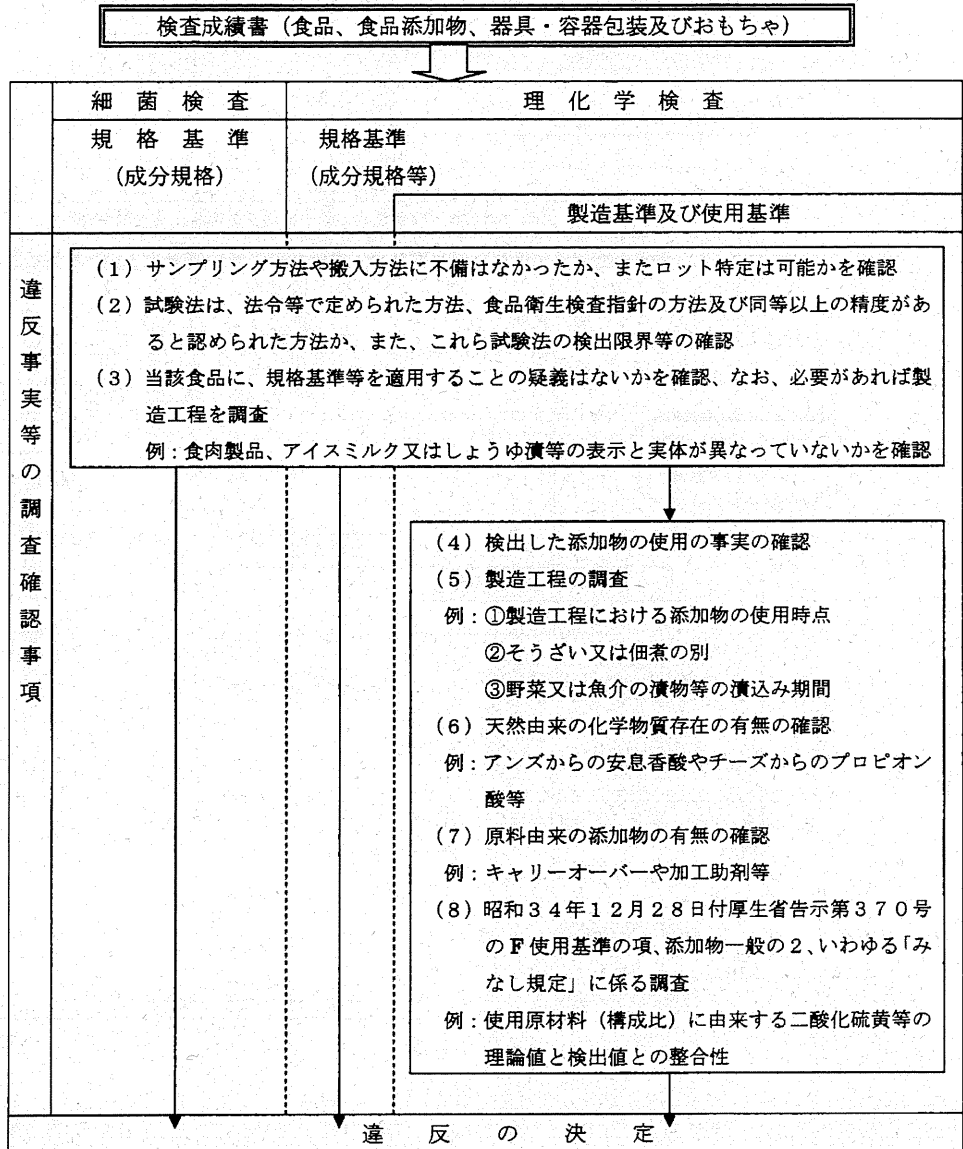 検査成績書（食品、食品添加物、器具・容器包装及びおもちゃ）
細菌検査
理化学検査
規格基準
（成分規格）
規格基準
（成分規格等）
製造基準及び使用基準
違反事実等の調査確認事項
（１）サンプリング方法や搬入方法に不備はなかったか、またロット特定は可能かを確認
（２）試験法は、法令等で定められた方法、食品衛生検査指針の方法及び同等以上の精度があ
ると認められた方法か、また、これら試験法の検出限界等の確認
（３）当該食品に、規格基準等を適用することの疑義はないかを確認、なお、必要があれば製
造工程を調査
例：食肉製品、アイスミルク又はしょうゆ漬等の表示と実体が異なっていないかを確認
（４）検出した添加物の使用の事実の確認
（５）製造工程の調査
例：①製造工程における添加物の使用時点
②そうざい又は佃煮の別
③野菜又は魚介の漬物等の漬込み期間
（６）天然由来の化学物質存在の有無の確認
例：アンズからの安息香酸やチーズからのプロピオン
酸等
（７）原料由来の添加物の有無の確認
例：キャリーオーバーや加工助剤等
（８）昭和３４年１２月２８日付厚生省告示第３７０号
のＦ使用基準の項、添加物一般の２、いわゆる「み
なし規定」に係る調査
例：使用原材料（構成比）に由来する二酸化硫黄等の
理論値と検出値との整合性
違反の決定